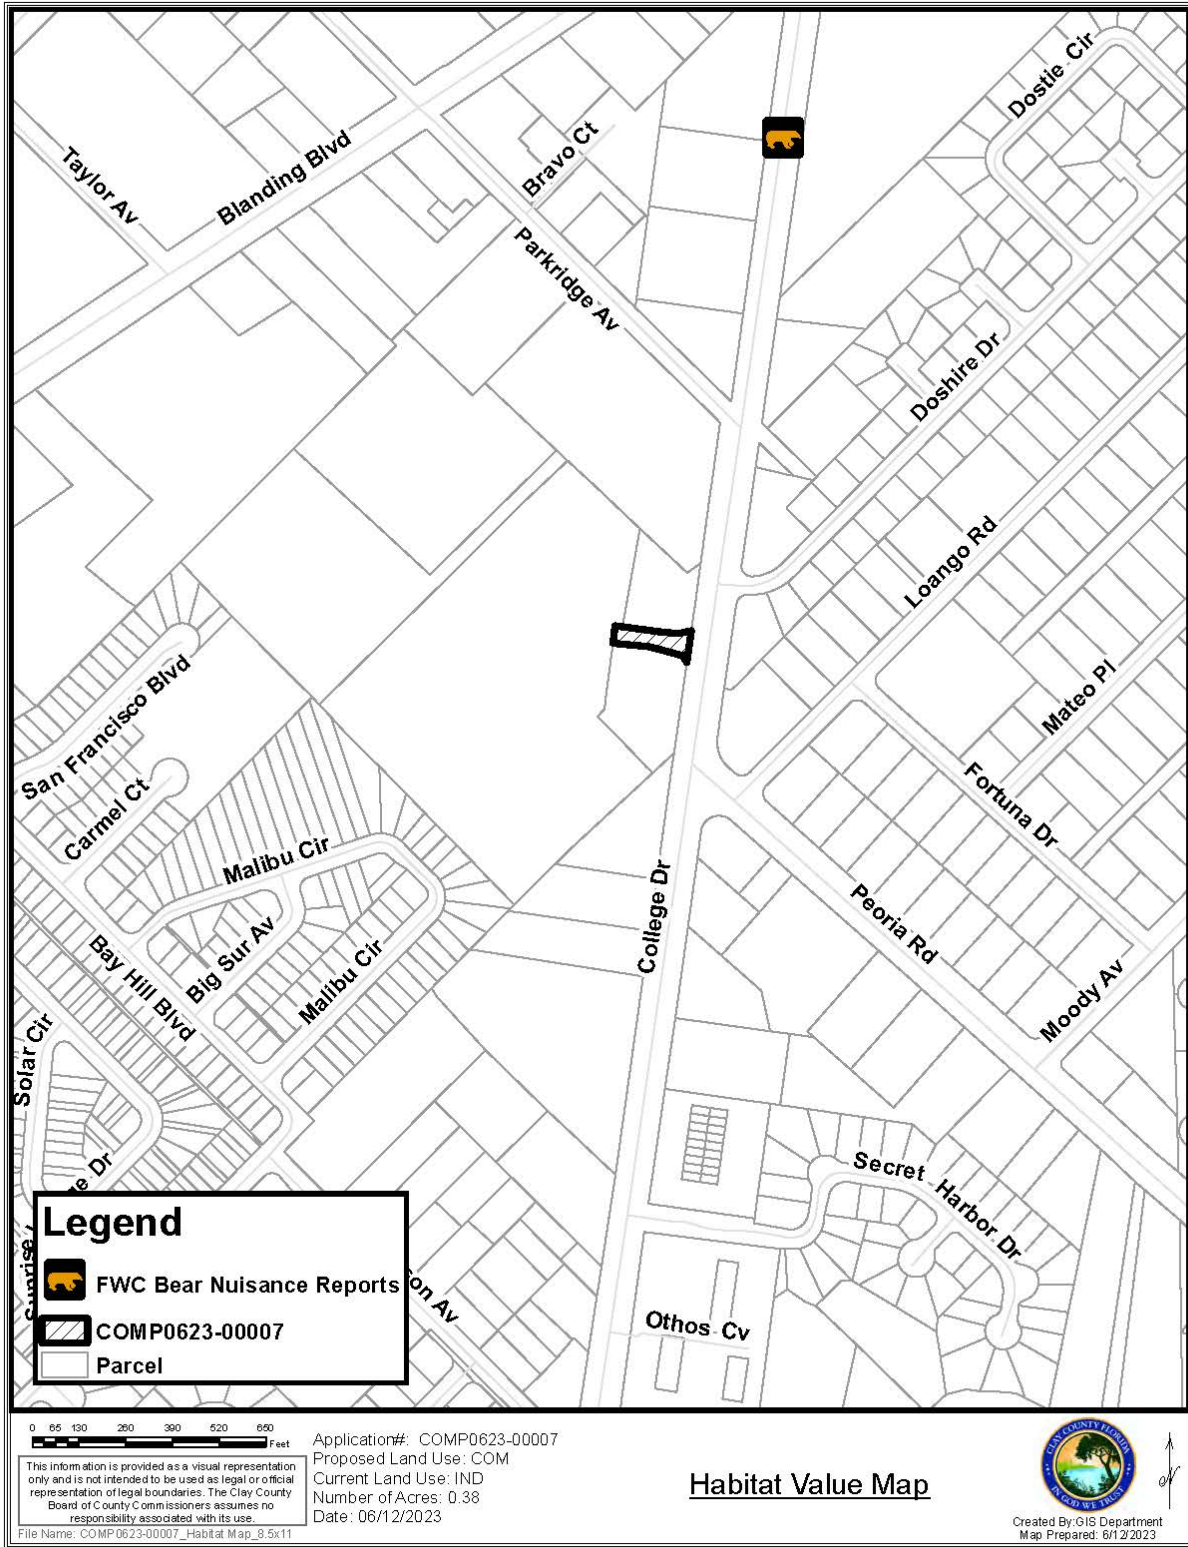 Dostie Cir
Bravo Ct
Taylor Av
Blanding Blvd
Parkridge Av
Doshire Dr
Loango Rd
Mateo Pl
San Francisco Blvd
Carmel Ct
Fortuna Dr
Malibu Cir
College Dr
Peoria Rd
Big Sur Av
Malibu Cir
Bay Hill Blvd
Moody Av
Solar Cir
ge Dr
Secret Harbor Dr
on Av
Othos Cv
Legend
FWC Bear Nuisance Reports
COMP0623-00007
Parcel
0 65 130 260 390 520 650
Feet
This information is provided as a visual representation
only and is not intended to be used as legal or official
representation of legal boundaries. The Clay County
Board of County Commissioners assumes no
responsibility associated with its use.
File Name: COMP0623-00007_Habitat Map_8.5x11
Application#: COMP0623-00007
Proposed Land Use: COM
Current Land Use: IND
Number of Acres: 0.38
Date: 06/12/2023
Habitat Value Map
CLAY COUNTY FLORIDA
IN GOD WE TRUST
Created By:GIS Department
Map Prepared: 6/12/2023